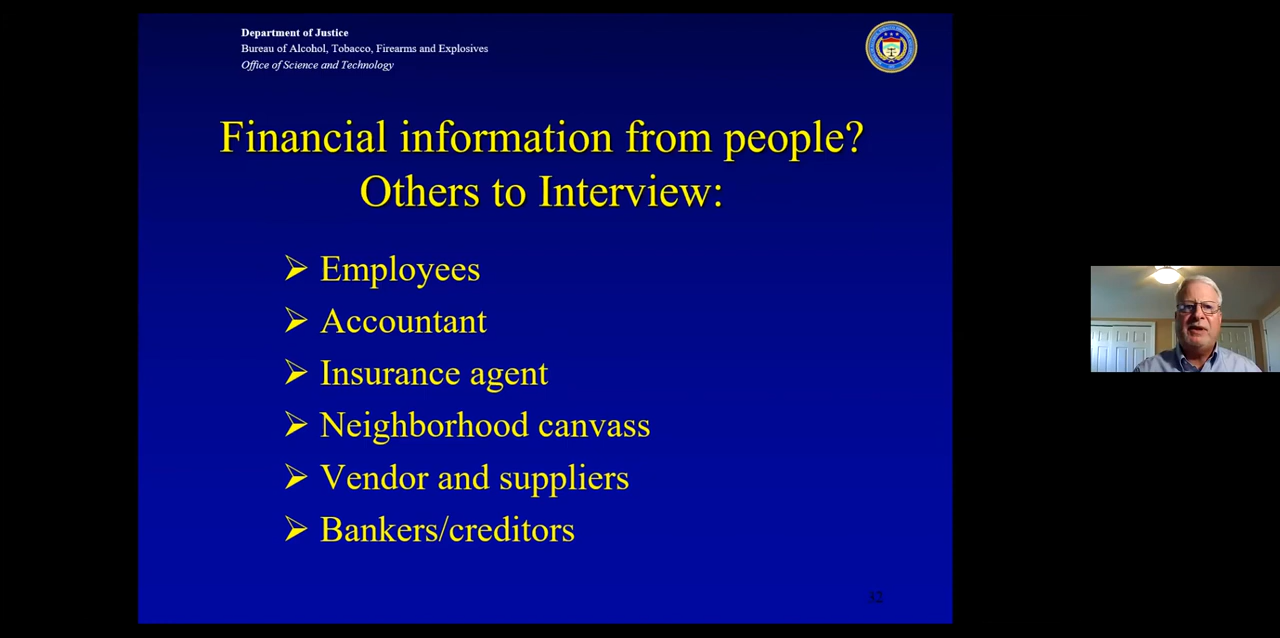 Department of Justice
Bureau of Alcohol, Tobacco, Firearms and Explosives
Office of Science and Technology
Financial information from people?
Others to Interview:
Employees
Accountant
Insurance agent
Neighborhood canvass
Vendor and suppliers
Bankers/creditors
52